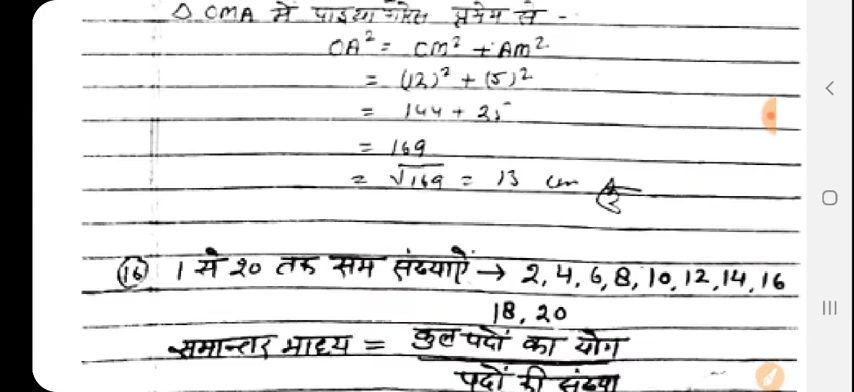 △ OMA में पाइथागोरस प्रमेय से -
OA² = OM² + AM²
= (12)² + (5)²
= 144 + 25
= 169
= √169 = 13 cm
(16) 1 से 20 तक सम संख्याऐं → 2, 4, 6, 8, 10, 12, 14, 16
18, 20
समान्तर माध्य = कुल पदों का योग
पदों की संख्या